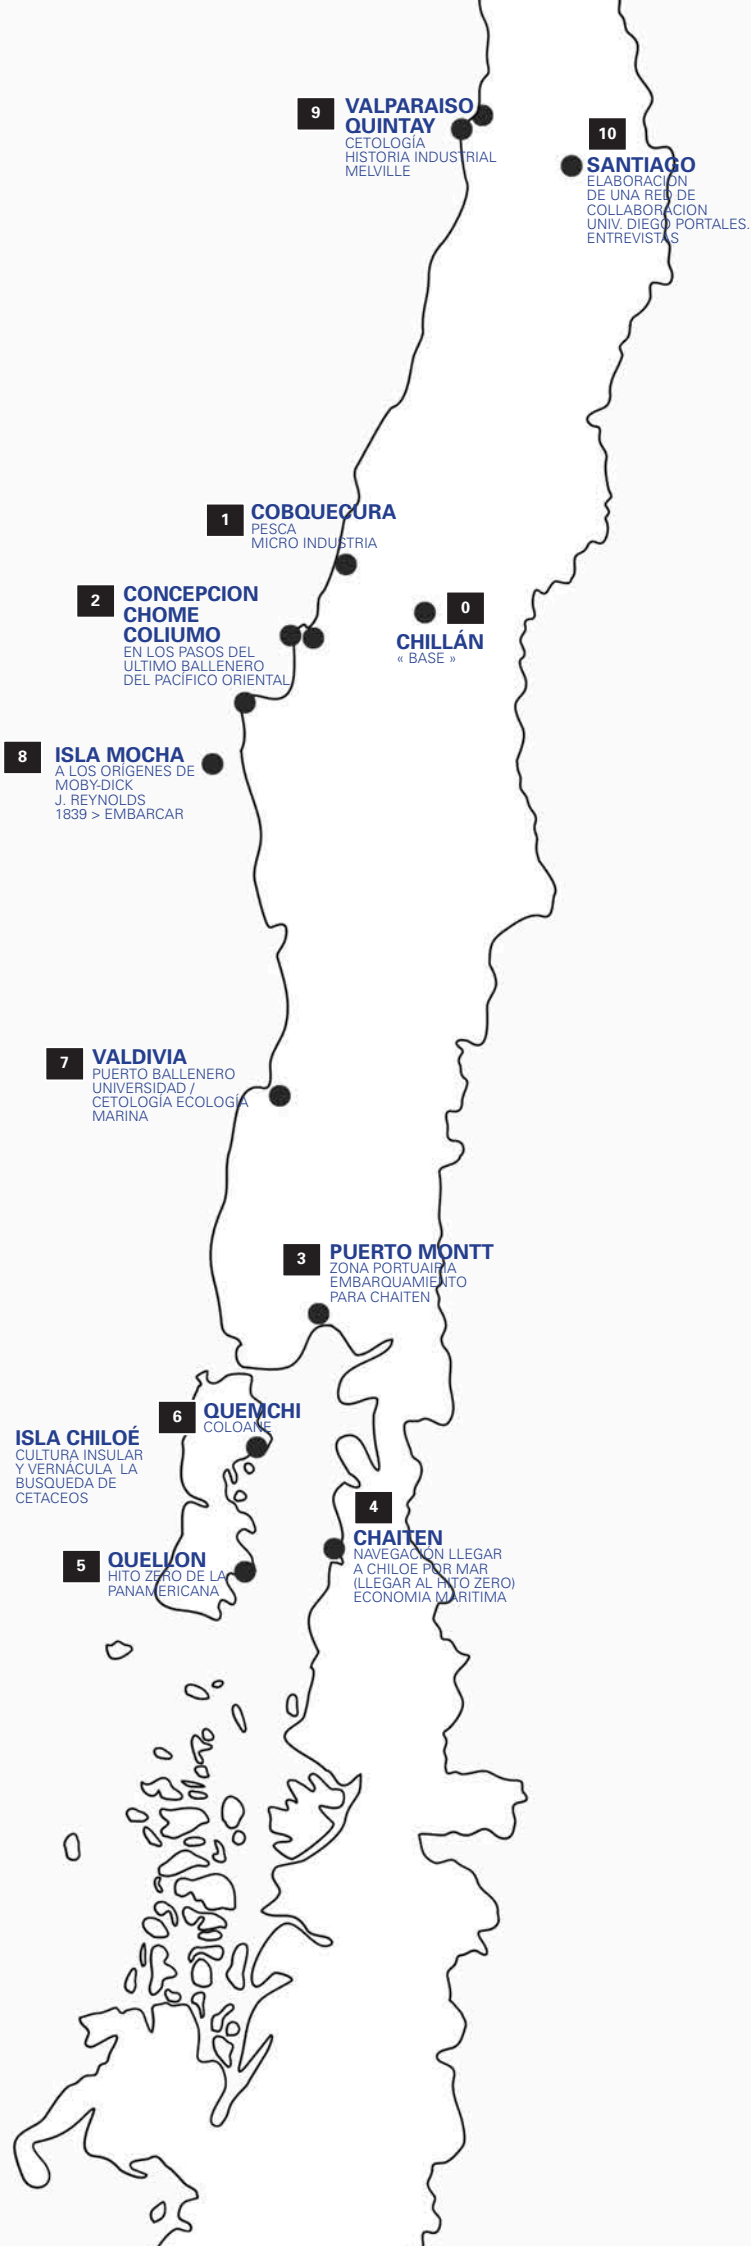 9
VALPARAISO
QUINTAY
CETOLOGÍA
HISTORIA INDUSTRIAL
MELVILLE
10
SANTIAGO
ELABORACIÓN
DE UNA RED DE
COLLABORACION
UNIV. DIEGO PORTALES.
ENTREVISTAS
1
COBQUECURA
PESCA
MICRO INDUSTRIA
2
CONCEPCION
CHOME
COLIUMO
EN LOS PASOS DEL
ULTIMO BALLENERO
DEL PACÍFICO ORIENTAL
0
CHILLÁN
« BASE »
8
ISLA MOCHA
A LOS ORÍGENES DE
MOBY-DICK
J. REYNOLDS
1839 > EMBARCAR
7
VALDIVIA
PUERTO BALLENERO
UNIVERSIDAD /
CETOLOGÍA ECOLOGÍA
MARINA
3
PUERTO MONTT
ZONA PORTUAIRIA
EMBARQUAMIENTO
PARA CHAITEN
6
QUEMCHI
COLOANE
ISLA CHILOÉ
CULTURA INSULAR
Y VERNÁCULA LA
BUSQUEDA DE
CETACEOS
4
CHAITEN
NAVEGACIÓN LLEGAR
A CHILOE POR MAR
(LLEGAR AL HITO ZERO)
ECONOMIA MARITIMA
5
QUELLON
HITO ZERO DE LA
PANAMERICANA